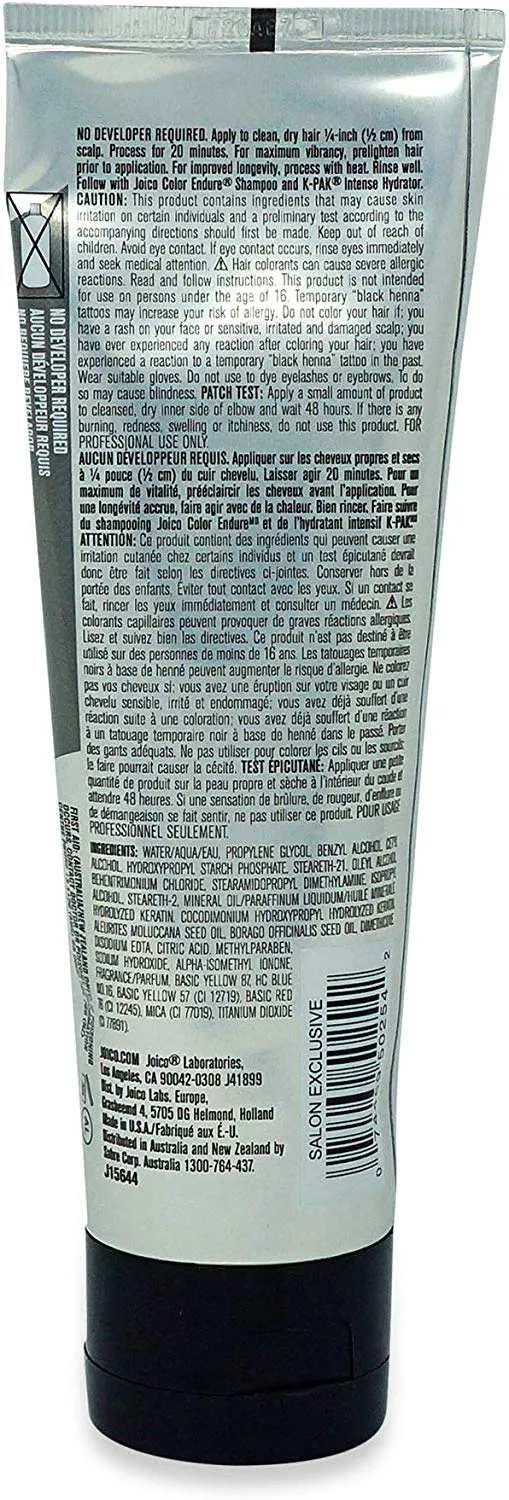 NO DEVELOPER REQUIRED. Apply to clean, dry hair ¼-inch (½ cm) from
scalp. Process for 20 minutes. For maximum vibrancy, prelighten hair
prior to application. For improved longevity, process with heat. Rinse well.
Follow with Joico Color Endure® Shampoo and K-PAK® Intense Hydrator.
CAUTION: This product contains ingredients that may cause skin
irritation on certain individuals and a preliminary test according to the
accompanying directions should first be made. Keep out of reach of
children. Avoid eye contact. If eye contact occurs, rinse eyes immediately
and seek medical attention. ⚠ Hair colorants can cause severe allergic
reactions. Read and follow instructions. This product is not intended
for use on persons under the age of 16. Temporary "black henna"
tattoos may increase your risk of allergy. Do not color your hair if: you
have a rash on your face or sensitive, irritated and damaged scalp; you
have ever experienced any reaction after coloring your hair; you have
experienced a reaction to a temporary "black henna" tattoo in the past.
Wear suitable gloves. Do not use to dye eyelashes or eyebrows. To do
so may cause blindness. PATCH TEST: Apply a small amount of product
to cleansed, dry inner side of elbow and wait 48 hours. If there is any
burning, redness, swelling or itchiness, do not use this product. FOR
PROFESSIONAL USE ONLY.
AUCUN DÉVELOPPEUR REQUIS. Appliquer sur les cheveux propres et secs
à ¼ pouce (½ cm) du cuir chevelu. Laisser agir 20 minutes. Pour un
maximum de vitalité, prééclaircir les cheveux avant l'application. Pour
une longévité accrue, faire agir avec de la chaleur. Bien rincer. Faire suivre
du shampooing Joico Color Endure et de l'hydratant intensif K-PAK
ATTENTION: Ce produit contient des ingrédients qui peuvent causer une
irritation cutanée chez certains individus et un test épicutané devrait
donc être fait selon les directives ci-jointes. Conserver hors de la
portée des enfants. Éviter tout contact avec les yeux. Si un contact se
fait, rincer les yeux immédiatement et consulter un médecin. ⚠ Les
colorants capillaires peuvent provoquer de graves réactions allergiques.
Lisez et suivez bien les directives. Ce produit n'est pas destiné à être
utilisé sur des personnes de moins de 16 ans. Les tatouages temporaires
noirs à base de henné peuvent augmenter le risque d'allergie. Ne colorez
pas vos cheveux si: vous avez une éruption sur votre visage ou un cuir
chevelu sensible, irrité et endommagé; vous avez déjà souffert d'une
réaction suite à une coloration; vous avez déjà souffert d'une réaction
à un tatouage temporaire noir à base de henné dans le passé. Porter
des gants adéquats. Ne pas utiliser pour colorer les cils ou les sourcils:
le faire pourrait causer la cécité. TEST ÉPICUTANÉ: Appliquer une petite
quantité de produit sur la peau propre et sèche à l'intérieur du coude et
attendre 48 heures. Si une sensation de brûlure, de rougeur, d'enflure ou
de démangeaison se fait sentir, ne pas utiliser ce produit. POUR USAGE
PROFESSIONNEL SEULEMENT.
INGREDIENTS: WATER/AQUA/EAU, PROPYLENE GLYCOL, BENZYL ALCOHOL, CETYL
ALCOHOL, HYDROXYPROPYL STARCH PHOSPHATE, STEARETH-21, OLEYL ALCOHOL,
BEHENTRIMONIUM CHLORIDE, STEARAMIDOPROPYL DIMETHYLAMINE, ISOPROPYL
ALCOHOL, STEARETH-2, MINERAL OIL/PARAFFINUM LIQUIDUM/HUILE MINERALE,
HYDROLYZED KERATIN, COCODIMONIUM HYDROXYPROPYL HYDROLYZED KERATIN,
ALEURITES MOLUCCANA SEED OIL, BORAGO OFFICINALIS SEED OIL, DIMETHICONE
DISODIUM EDTA, CITRIC ACID, METHYLPARABEN,
SODIUM HYDROXIDE, ALPHA-ISOMETHYL IONONE,
FRAGRANCE/PARFUM, BASIC YELLOW 87, HC BLUE
NO. 16, BASIC YELLOW 57 (CI 12719), BASIC RED
76 (CI 12245), MICA (CI 77019), TITANIUM DIOXIDE
(CI 77891).
JOICO.COM Joico® Laboratories,
Los Angeles, CA 90042-0308 J41899
Dist. by Joico Labs. Europe,
Grasbeemd 4, 5705 DG Helmond, Holland
Made in U.S.A./Fabriqué aux É.-U.
Distributed in Australia and New Zealand by
Sabre Corp. Australia 1300-764-437.
J15644
NO DEVELOPER REQUIRED
AUCUN DÉVELOPPEUR REQUIS
SALON EXCLUSIVE